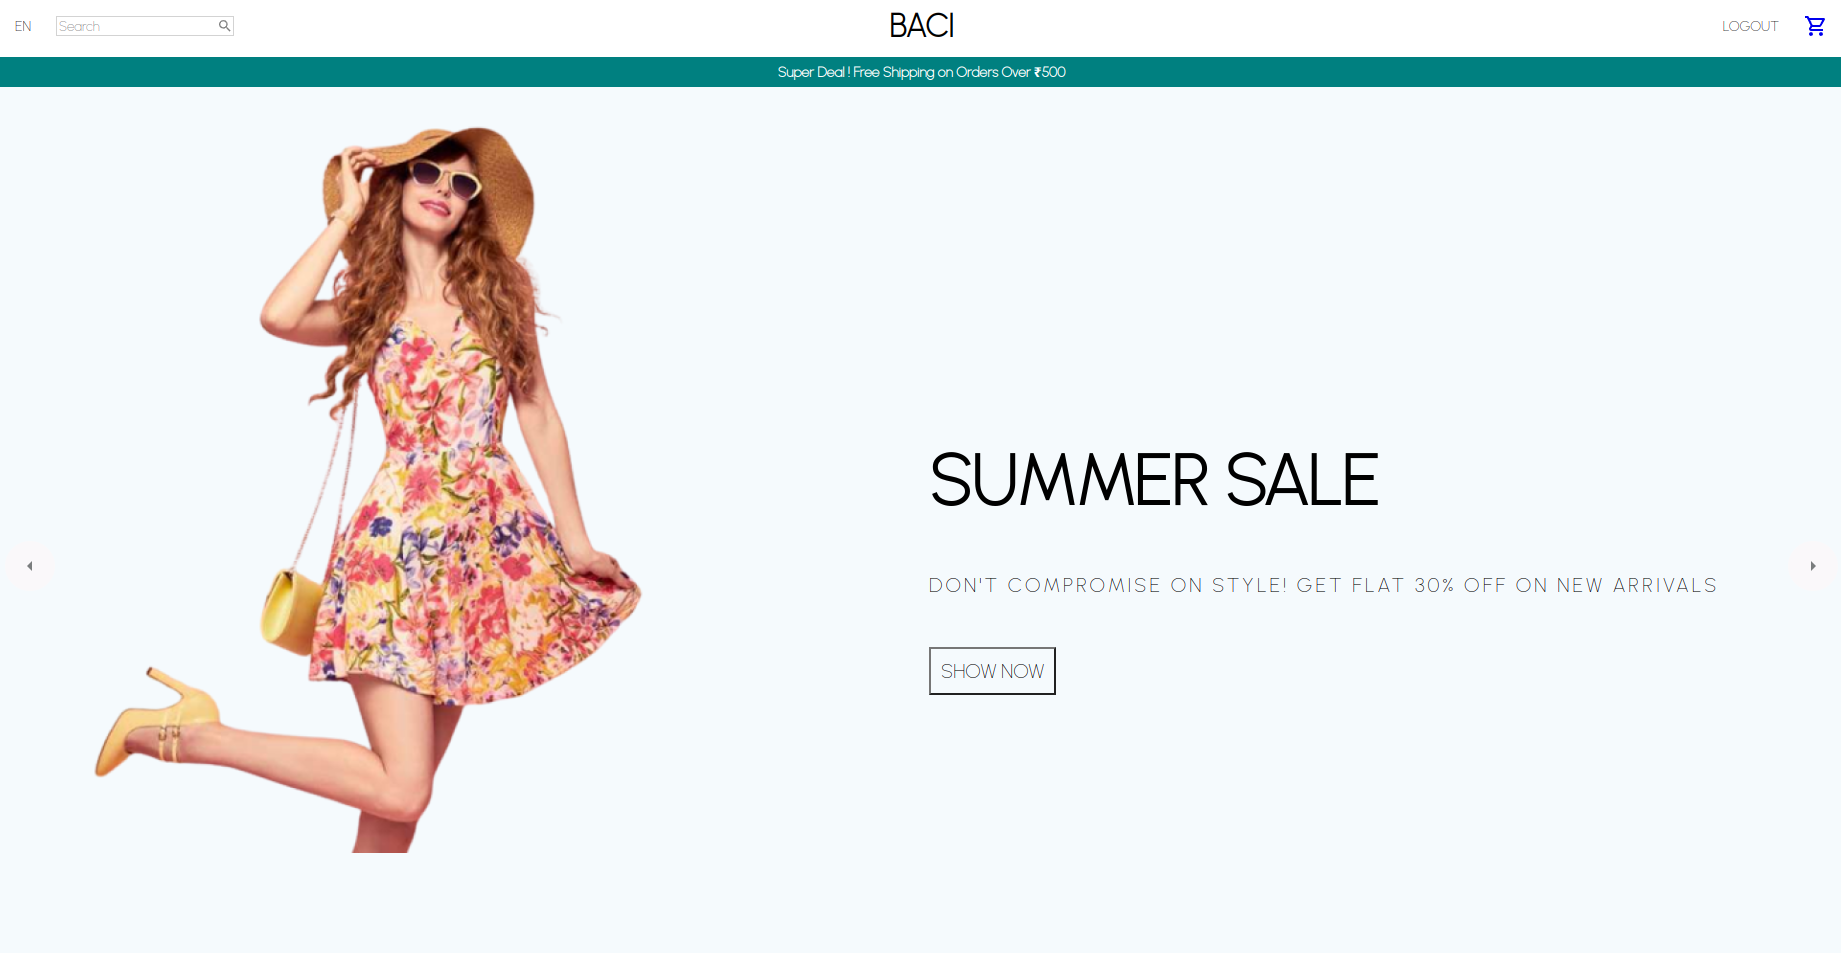 EN
Search
BACI
LOGOUT
Super Deal ! Free Shipping on Orders Over ₹500
SUMMER SALE
DON'T COMPROMISE ON STYLE! GET FLAT 30% OFF ON NEW ARRIVALS
SHOW NOW